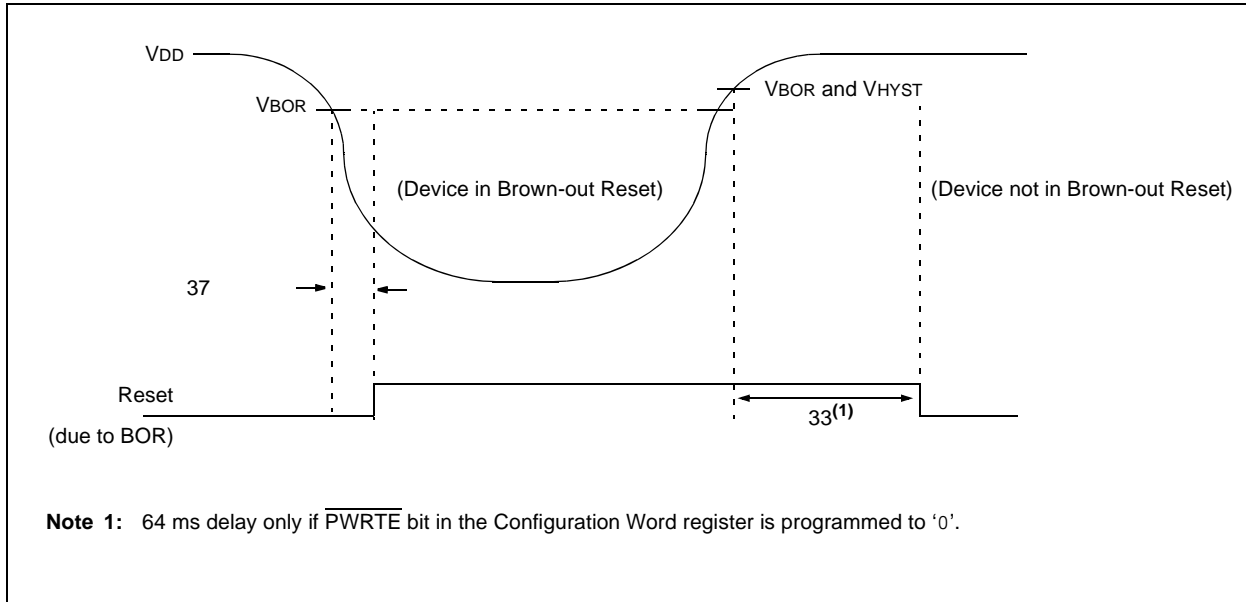 VDD
VBOR and VHYST
VBOR
(Device in Brown-out Reset)
(Device not in Brown-out Reset)
37
Reset
33(1)
(due to BOR)
Note 1: 64 ms delay only if PWRTE bit in the Configuration Word register is programmed to ‘0’.